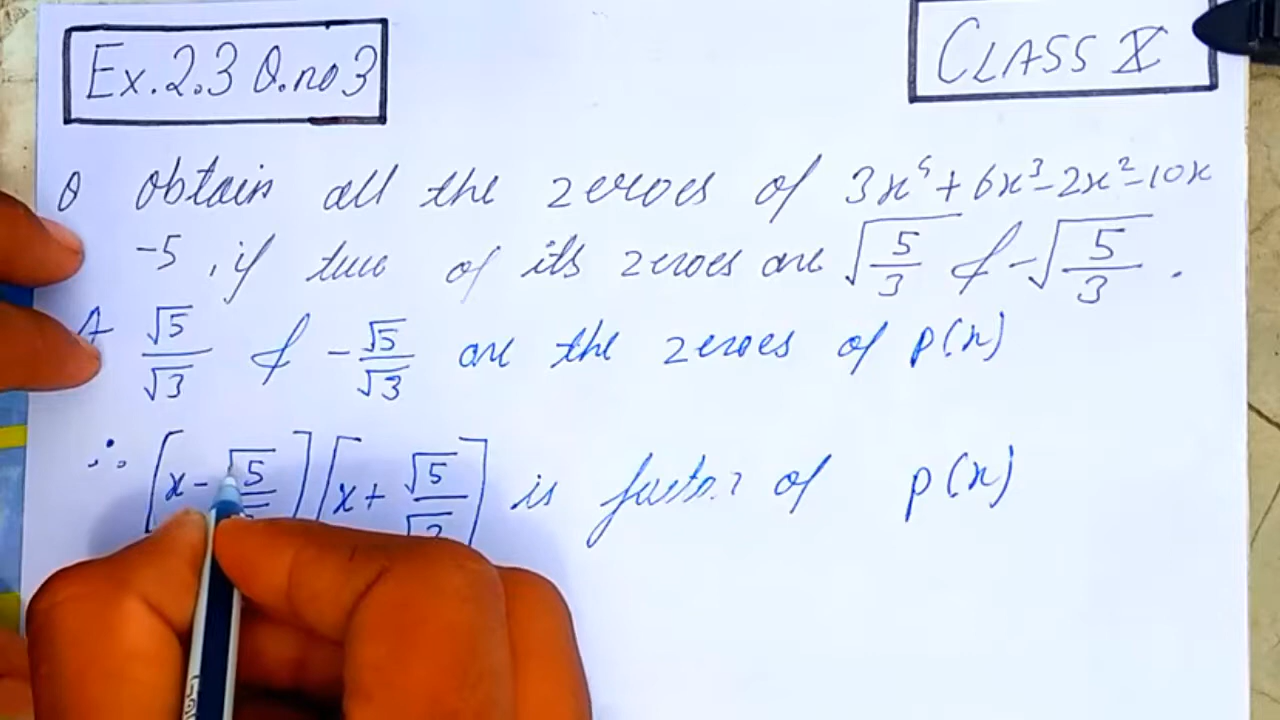 Ex.2.3 Q.no3
CLASS X
Q obtain all the zeroes of 3x⁴+6x³-2x²-10x
-5, if two of its zeroes are √5/3 & -√5/3.
A √5/√3 & -√5/√3 are the zeroes of p(x)
∴ [x-√5/ ] [x+√5/√3] is factor of p(x)